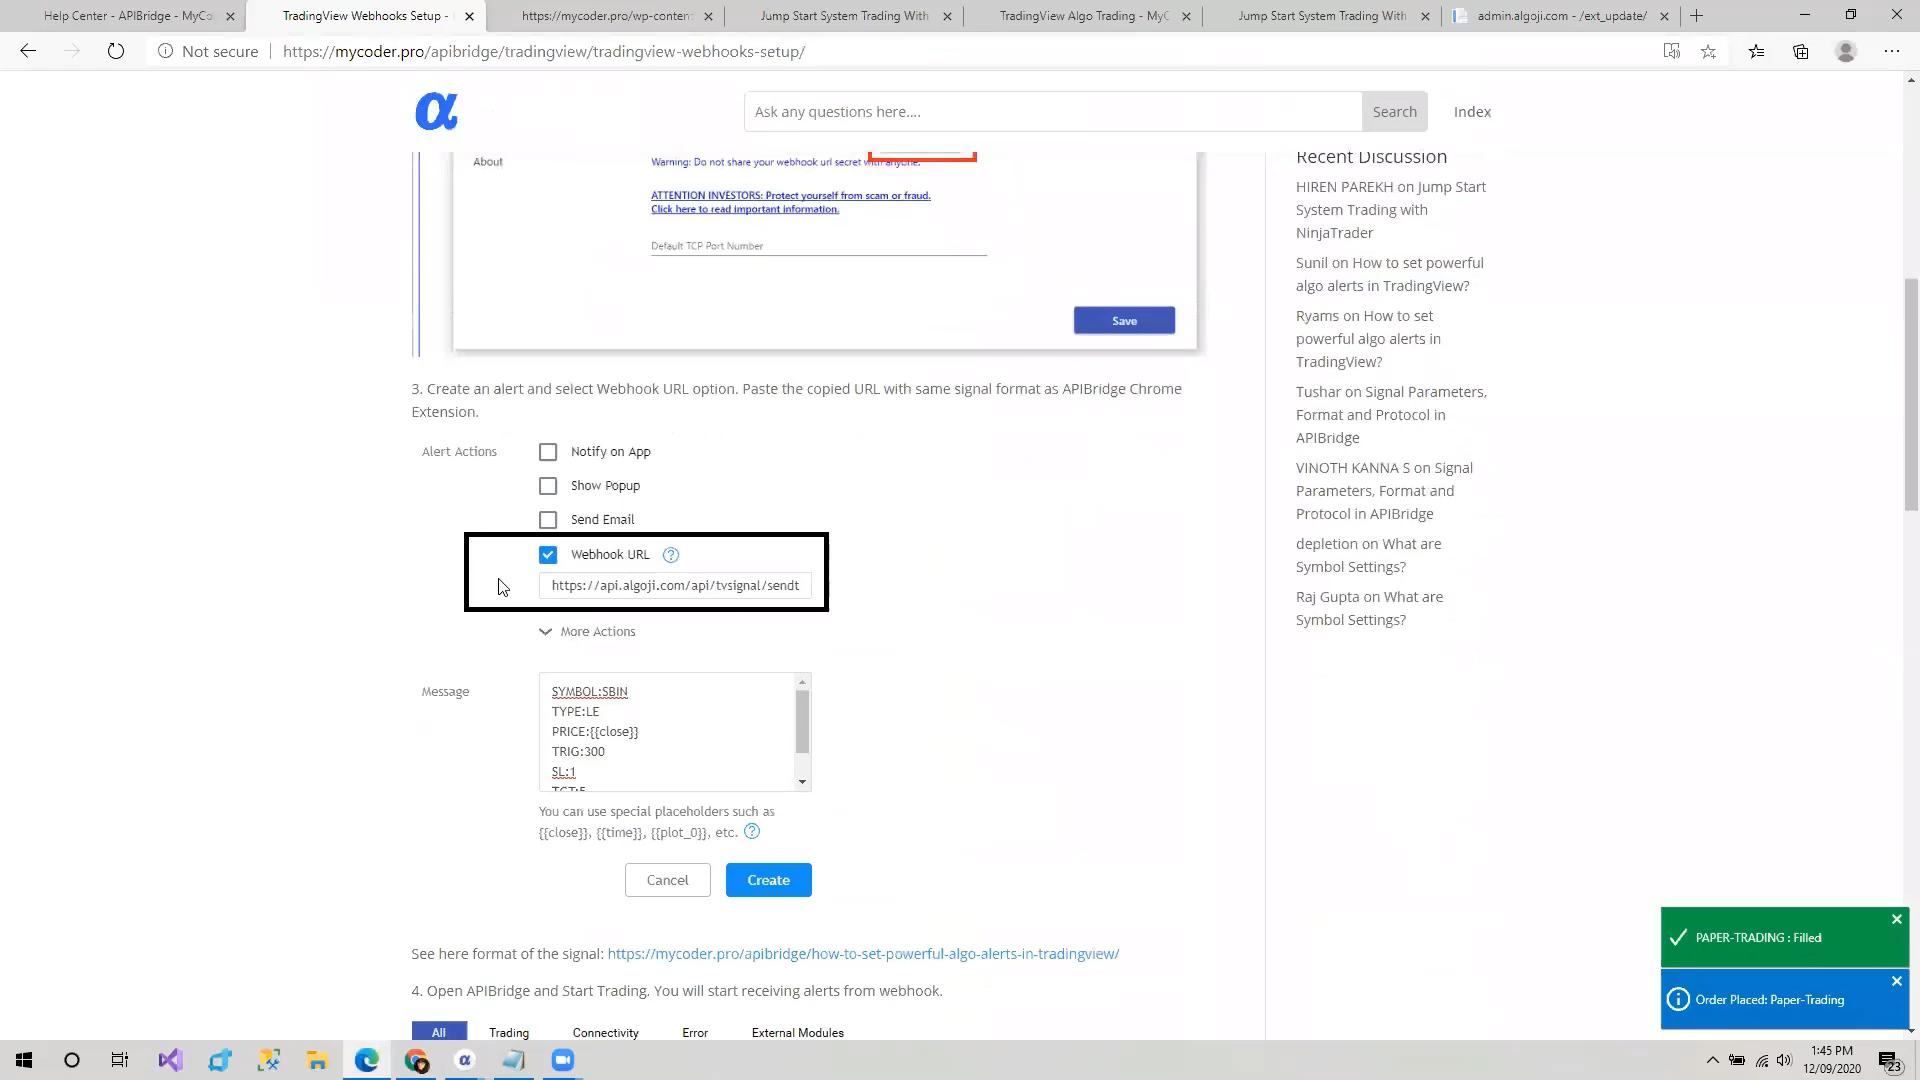 Help Center - APIBridge - MyCo
TradingView Webhooks Setup -
https://mycoder.pro/wp-content
Jump Start System Trading With
TradingView Algo Trading - MyC
Jump Start System Trading With
admin.algoji.com - /ext_update/
Not secure
https://mycoder.pro/apibridge/tradingview/tradingview-webhooks-setup/
α
Ask any questions here....
Search
Index
About
Warning: Do not share your webhook url secret with anyone.
ATTENTION INVESTORS: Protect yourself from scam or fraud.
Click here to read important information.
Default TCP Port Number
Save
3. Create an alert and select Webhook URL option. Paste the copied URL with same signal format as APIBridge Chrome
Extension.
Alert Actions
Notify on App
Show Popup
Send Email
Webhook URL
https://api.algoji.com/api/tvsignal/sendt
More Actions
Message
SYMBOL:SBIN
TYPE:LE
PRICE:{{close}}
TRIG:300
SL:1
TGT:5
You can use special placeholders such as
{{close}}, {{time}}, {{plot_0}}, etc.
Cancel
Create
See here format of the signal: https://mycoder.pro/apibridge/how-to-set-powerful-algo-alerts-in-tradingview/
4. Open APIBridge and Start Trading. You will start receiving alerts from webhook.
All
Trading
Connectivity
Error
External Modules
Recent Discussion
HIREN PAREKH on Jump Start
System Trading with
NinjaTrader
Sunil on How to set powerful
algo alerts in TradingView?
Ryams on How to set
powerful algo alerts in
TradingView?
Tushar on Signal Parameters,
Format and Protocol in
APIBridge
VINOTH KANNA S on Signal
Parameters, Format and
Protocol in APIBridge
depletion on What are
Symbol Settings?
Raj Gupta on What are
Symbol Settings?
PAPER-TRADING : Filled
Order Placed: Paper-Trading
1:45 PM
12/09/2020
23